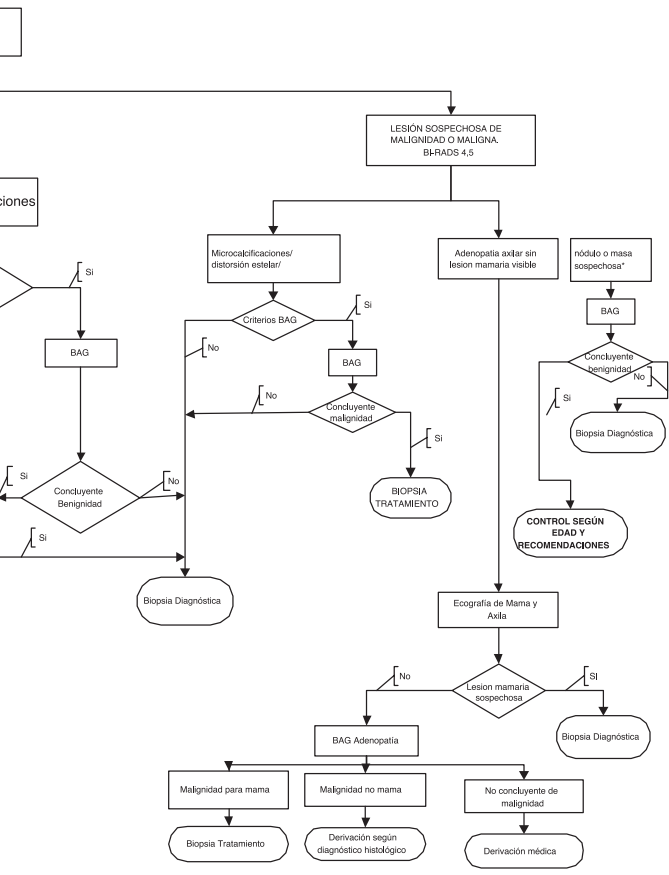 LESIÓN SOSPECHOSA DE
MALIGNIDAD O MALIGNA.
BI-RADS 4,5
ciones
Microcalcificaciones/
distorsión estelar/
Adenopatía axilar sin
lesion mamaria visible
nódulo o masa
sospechosa*
Si
Criterios BAG
Si
BAG
No
BAG
BAG
Concluyente
benignidad
No
No
Concluyente
malignidad
Si
Biopsia Diagnóstica
Si
Si
Concluyente
Benignidad
No
BIOPSIA
TRATAMIENTO
CONTROL SEGÚN
EDAD Y
RECOMENDACIONES
Si
Biopsia Diagnóstica
Ecografía de Mama y
Axila
No
Lesion mamaria
sospechosa
SI
BAG Adenopatía
Biopsia Diagnóstica
Malignidad para mama
Malignidad no mama
No concluyente de
malignidad
Biopsia Tratamiento
Derivación según
diagnóstico histológico
Derivación médica